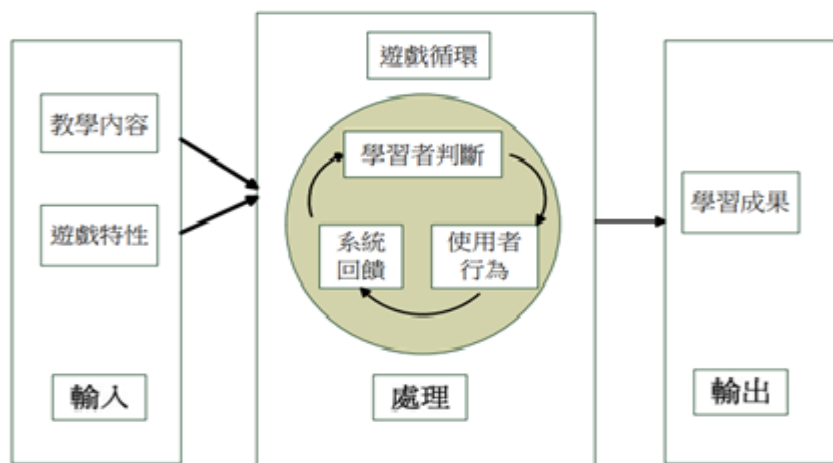 教學內容
遊戲特性
輸入
遊戲循環
學習者判斷
系統
回饋
使用者
行為
處理
學習成果
輸出